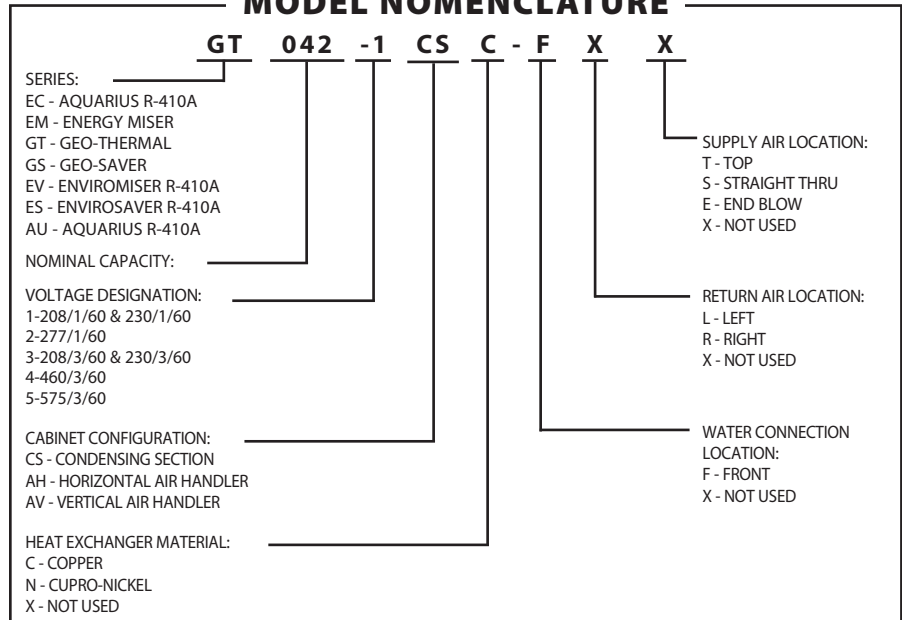 MODEL NOMENCLATURE
GT 042 -1 CS C - F X X
SERIES:
EC - AQUARIUS R-410A
EM - ENERGY MISER
GT - GEO-THERMAL
GS - GEO-SAVER
EV - ENVIROMISER R-410A
ES - ENVIROSAVER R-410A
AU - AQUARIUS R-410A
NOMINAL CAPACITY:
VOLTAGE DESIGNATION:
1-208/1/60 & 230/1/60
2-277/1/60
3-208/3/60 & 230/3/60
4-460/3/60
5-575/3/60
CABINET CONFIGURATION:
CS - CONDENSING SECTION
AH - HORIZONTAL AIR HANDLER
AV - VERTICAL AIR HANDLER
HEAT EXCHANGER MATERIAL:
C - COPPER
N - CUPRO-NICKEL
X - NOT USED
SUPPLY AIR LOCATION:
T - TOP
S - STRAIGHT THRU
E - END BLOW
X - NOT USED
RETURN AIR LOCATION:
L - LEFT
R - RIGHT
X - NOT USED
WATER CONNECTION
LOCATION:
F - FRONT
X - NOT USED